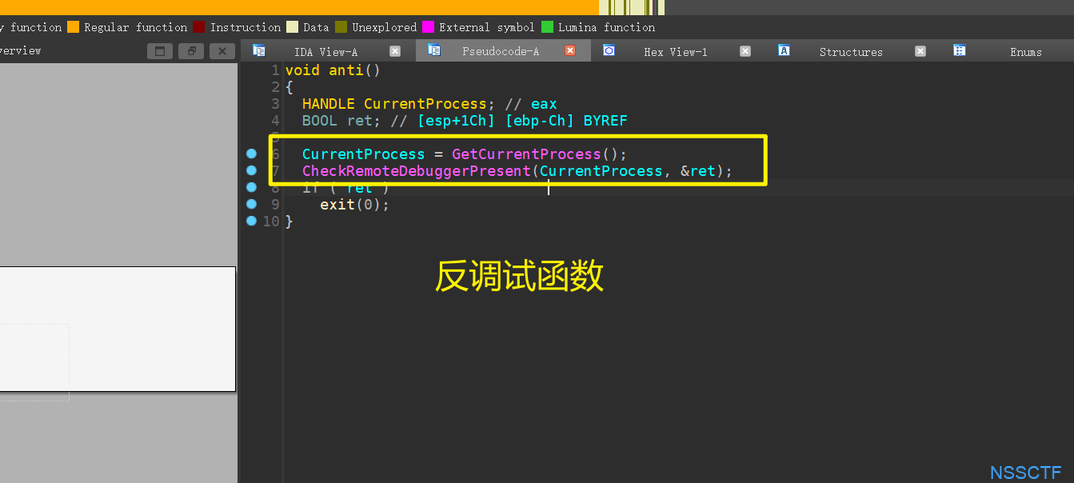 y function Regular function Instruction Data Unexplored External symbol Lumina function
verview
IDA View-A Pseudocode-A Hex View-1 Structures Enums
1 void anti()
2 {
3 HANDLE CurrentProcess; // eax
4 BOOL ret; // [esp+1Ch] [ebp-Ch] BYREF
5
6 CurrentProcess = GetCurrentProcess();
7 CheckRemoteDebuggerPresent(CurrentProcess, &ret);
8 if ( ret )
9 exit(0);
10 }
反调试函数
NSSCTF